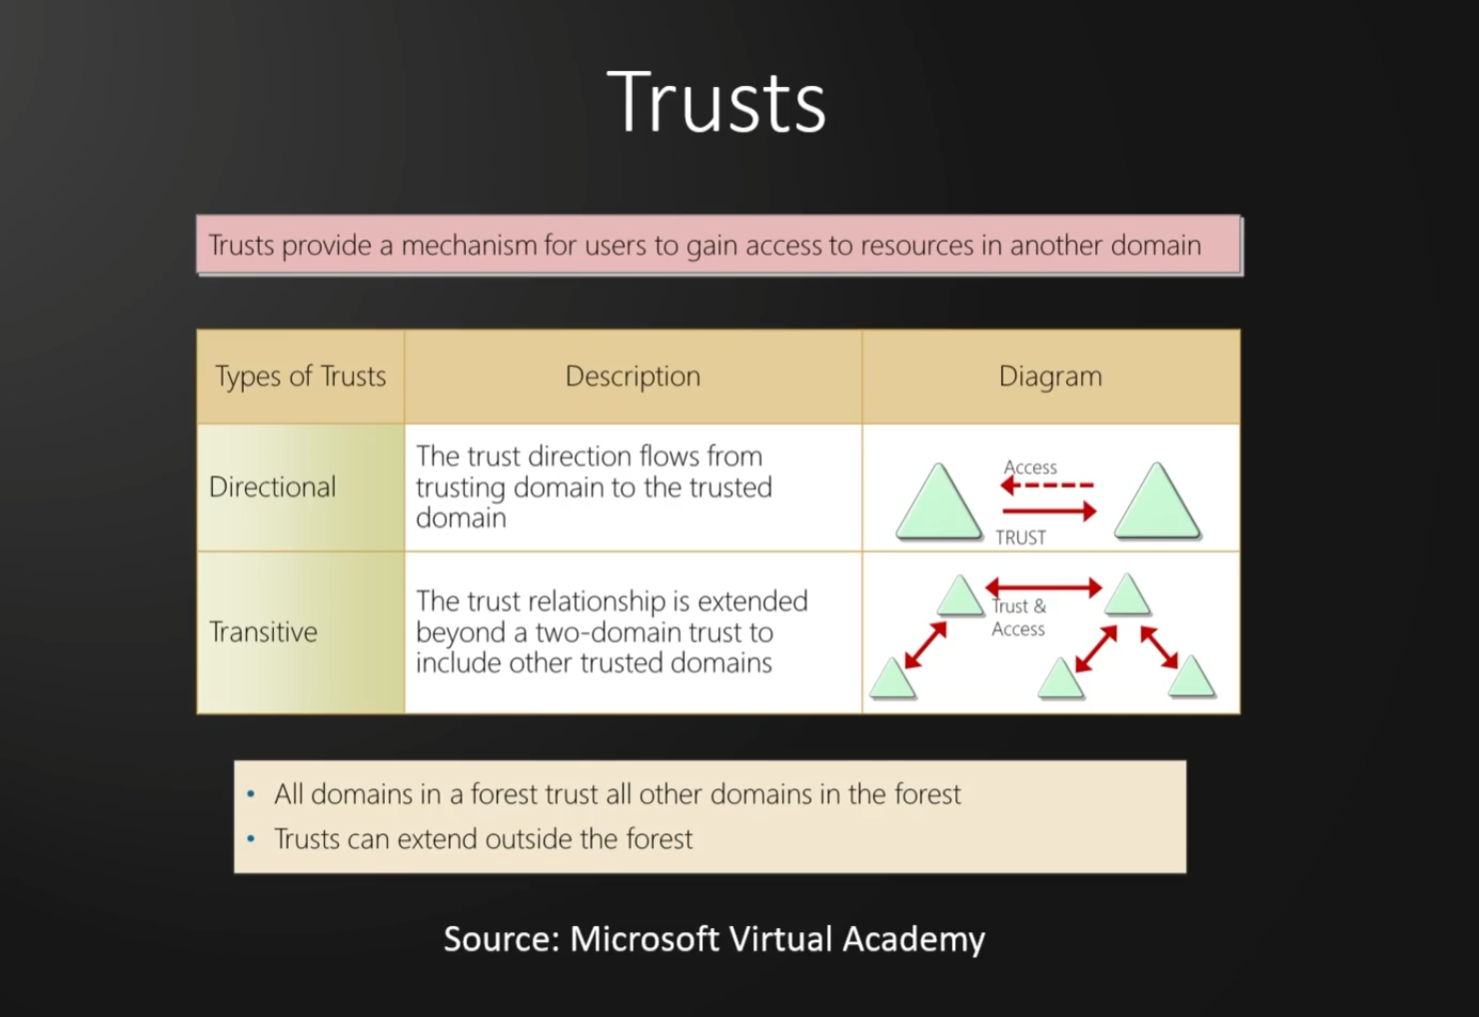 Trusts
Trusts provide a mechanism for users to gain access to resources in another domain
Types of Trusts
Description
Diagram
Directional
The trust direction flows from
trusting domain to the trusted
domain
Access
TRUST
Transitive
The trust relationship is extended
beyond a two-domain trust to
include other trusted domains
Trust &
Access
• All domains in a forest trust all other domains in the forest
• Trusts can extend outside the forest
Source: Microsoft Virtual Academy